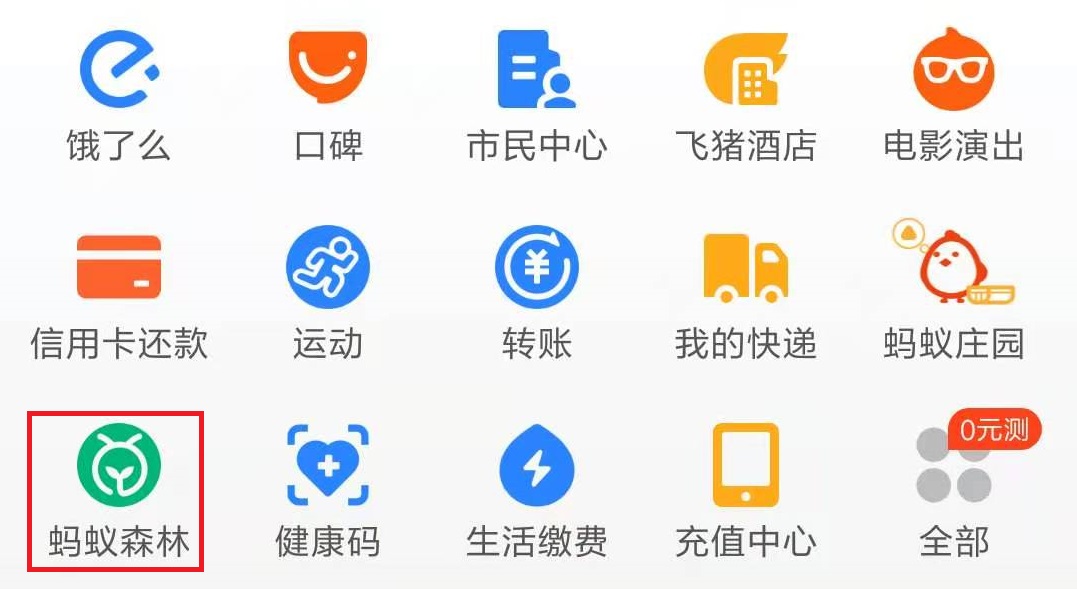 饿了么
口碑
市民中心
飞猪酒店
电影演出
信用卡还款
运动
转账
我的快递
蚂蚁庄园
0元测
蚂蚁森林
健康码
生活缴费
充值中心
全部